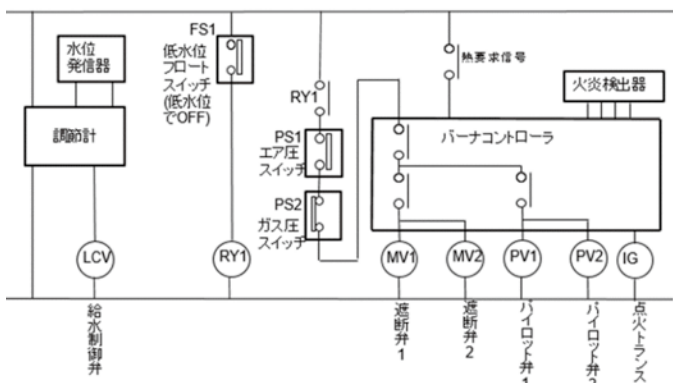 水位
発信器
調節計
LCV
給水制御弁
FS1
低水位
フロート
スイッチ
(低水位
でOFF)
RY1
RY1
PS1
エア圧
スイッチ
PS2
ガス圧
スイッチ
熱要求信号
火炎検出器
バーナコントローラ
MV1
MV2
PV1
PV2
IG
遮断弁1
遮断弁2
パイロット弁1
パイロット弁
点火トランス